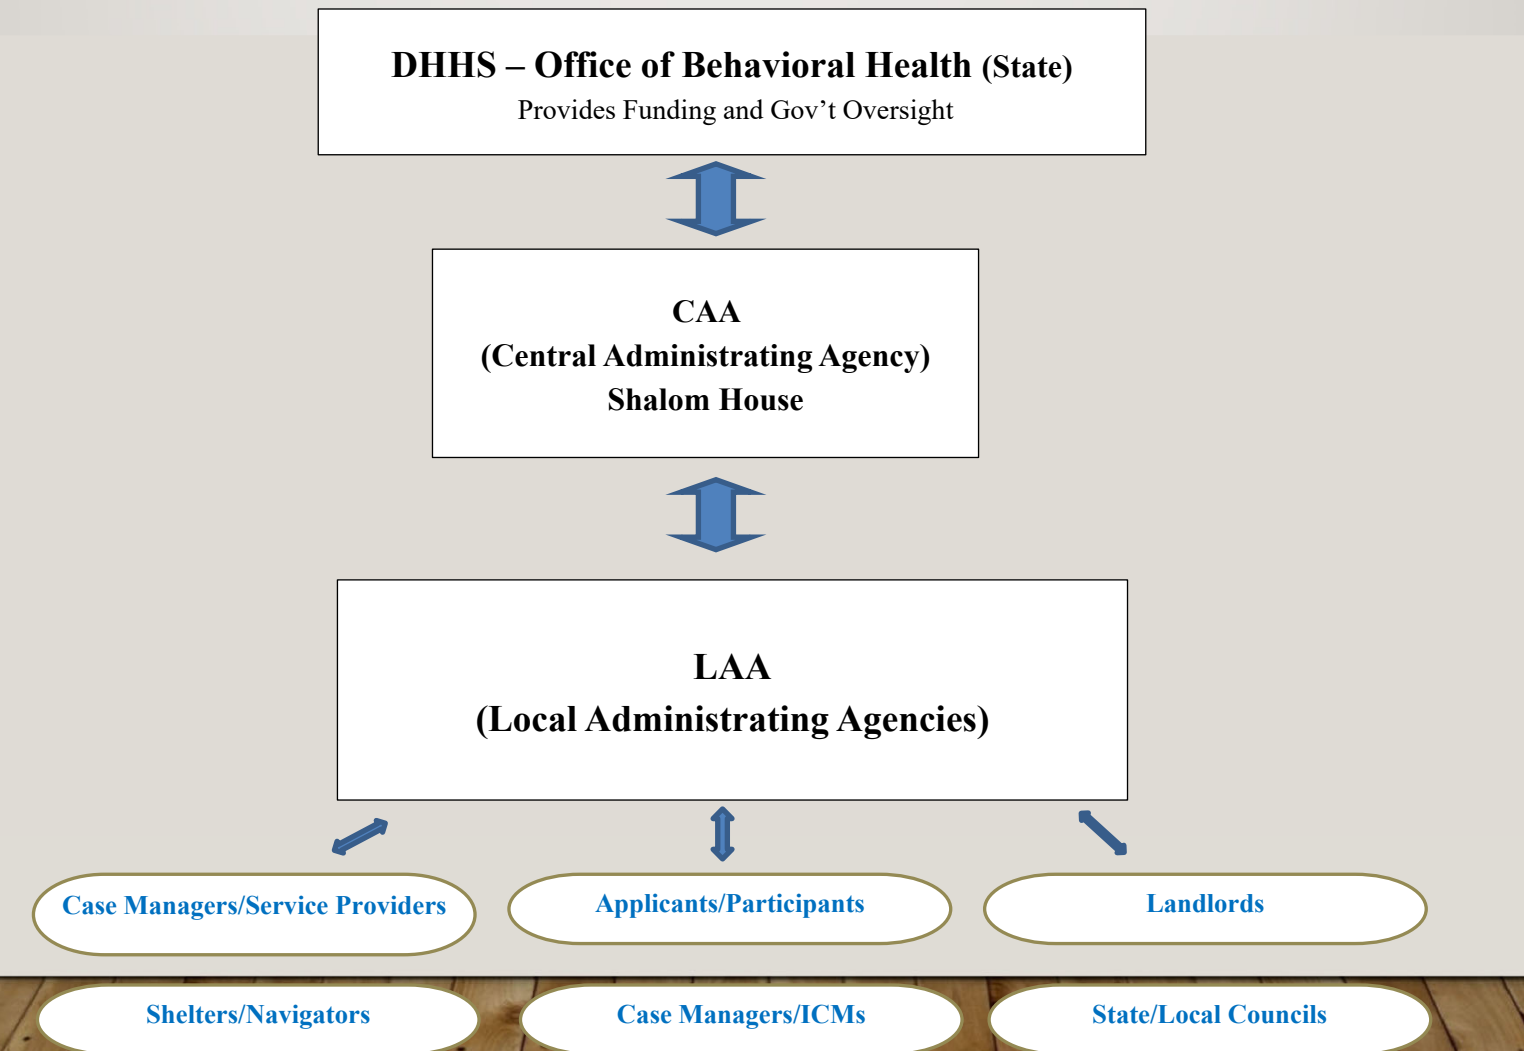 DHHS – Office of Behavioral Health (State)
Provides Funding and Gov’t Oversight
CAA
(Central Administrating Agency)
Shalom House
LAA
(Local Administrating Agencies)
Case Managers/Service Providers
Applicants/Participants
Landlords
Shelters/Navigators
Case Managers/ICMs
State/Local Councils